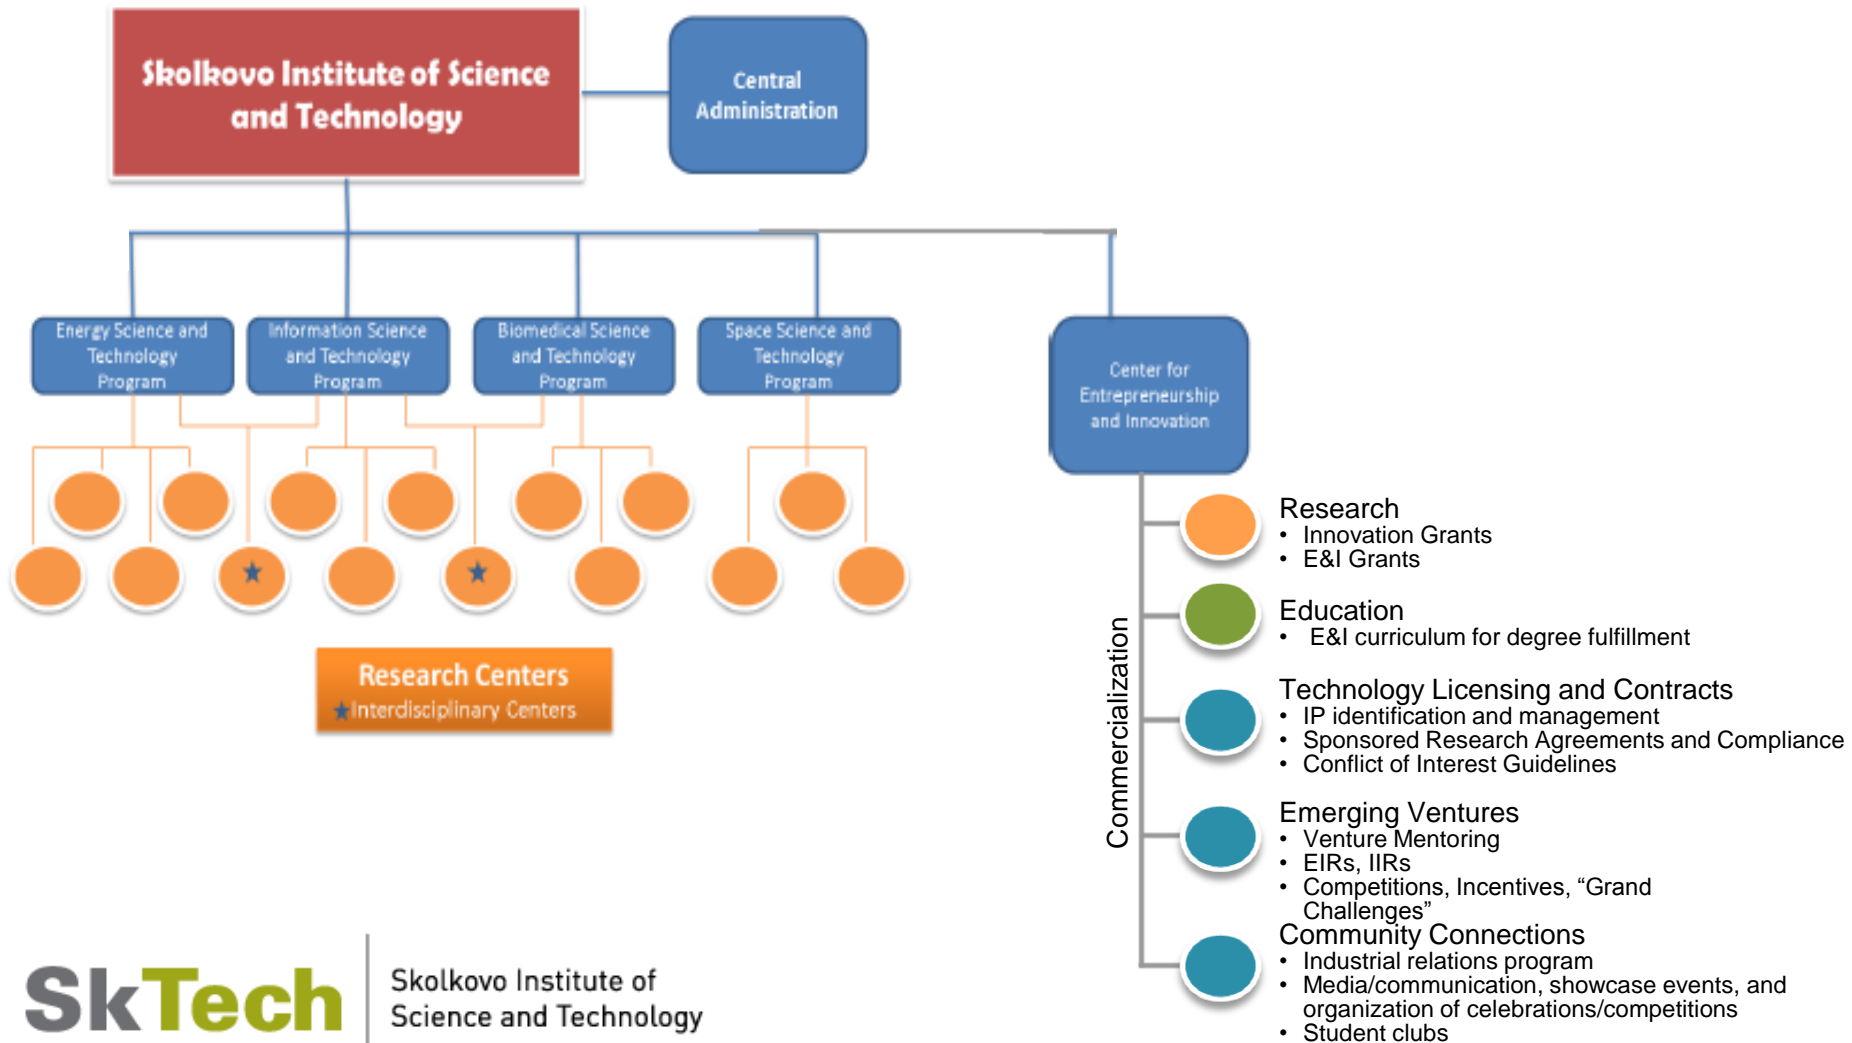 Skolkovo Institute of Science
and Technology
Central
Administration
Energy Science and
Technology
Program
Information Science
and Technology
Program
Biomedical Science
and Technology
Program
Space Science and
Technology
Program
Center for
Entrepreneurship
and Innovation
Research Centers
★Interdisciplinary Centers
Commercialization
Research
• Innovation Grants
• E&I Grants
Education
• E&I curriculum for degree fulfillment
Technology Licensing and Contracts
• IP identification and management
• Sponsored Research Agreements and Compliance
• Conflict of Interest Guidelines
Emerging Ventures
• Venture Mentoring
• EIRs, IIRs
• Competitions, Incentives, “Grand
Challenges”
Community Connections
• Industrial relations program
• Media/communication, showcase events, and
organization of celebrations/competitions
• Student clubs
SkTech
Skolkovo Institute of
Science and Technology